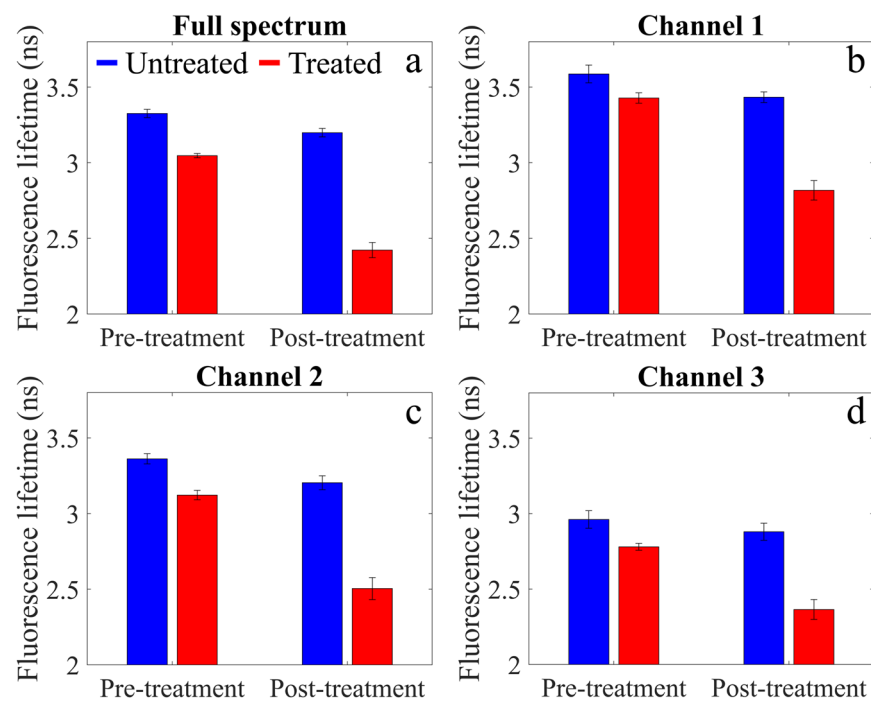 Full spectrum
Fluorescence lifetime (ns)
3.5
3
2.5
2
Untreated Treated
a
Pre-treatment Post-treatment
Channel 1
Fluorescence lifetime (ns)
3.5
3
2.5
2
b
Pre-treatment Post-treatment
Channel 2
Fluorescence lifetime (ns)
3.5
3
2.5
2
c
Pre-treatment Post-treatment
Channel 3
Fluorescence lifetime (ns)
3.5
3
2.5
2
d
Pre-treatment Post-treatment